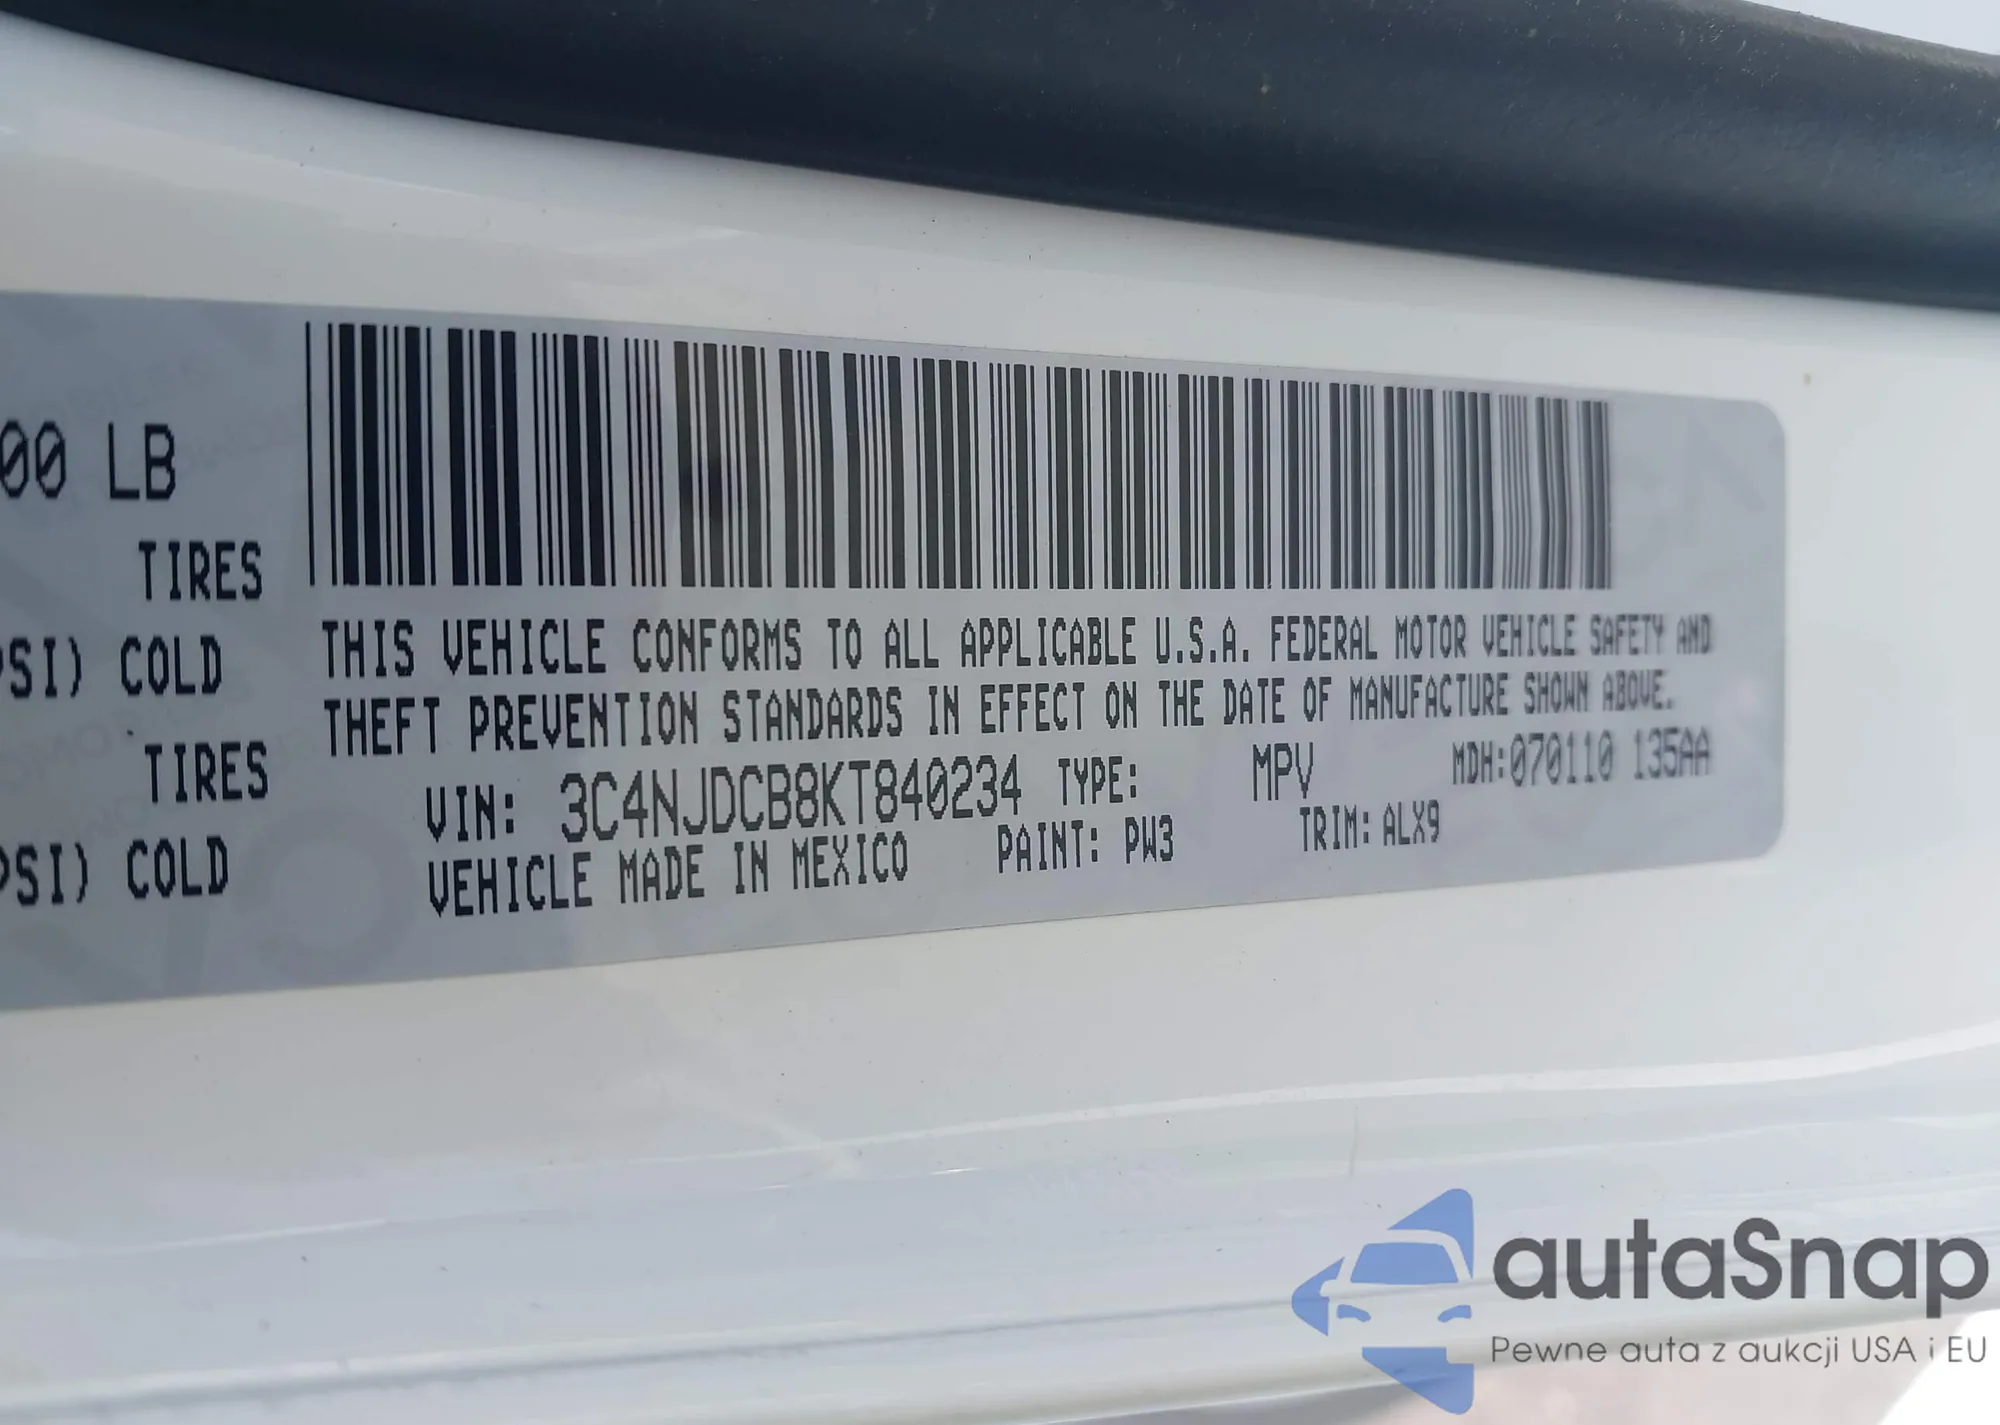 00 LB
TIRES
PSI) COLD
TIRES
PSI) COLD
THIS VEHICLE CONFORMS TO ALL APPLICABLE U.S.A. FEDERAL MOTOR VEHICLE SAFETY AND
THEFT PREVENTION STANDARDS IN EFFECT ON THE DATE OF MANUFACTURE SHOWN ABOVE.
VIN: 3C4NJDCB8KT840234 TYPE: MPV MDH:070110 135AA
VEHICLE MADE IN MEXICO PAINT: PW3 TRIM: ALX9
autaSnap
Pewne auta z aukcji USA i EU